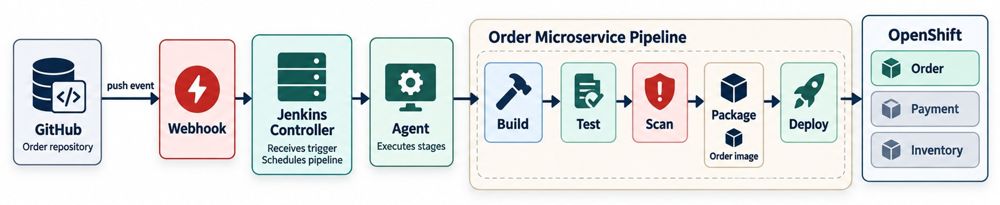 GitHub
Order repository
push event
Webhook
Jenkins
Controller
Receives trigger
Schedules pipeline
Agent
Executes stages
Order Microservice Pipeline
Build
Test
Scan
Package
Order image
Deploy
OpenShift
Order
Payment
Inventory